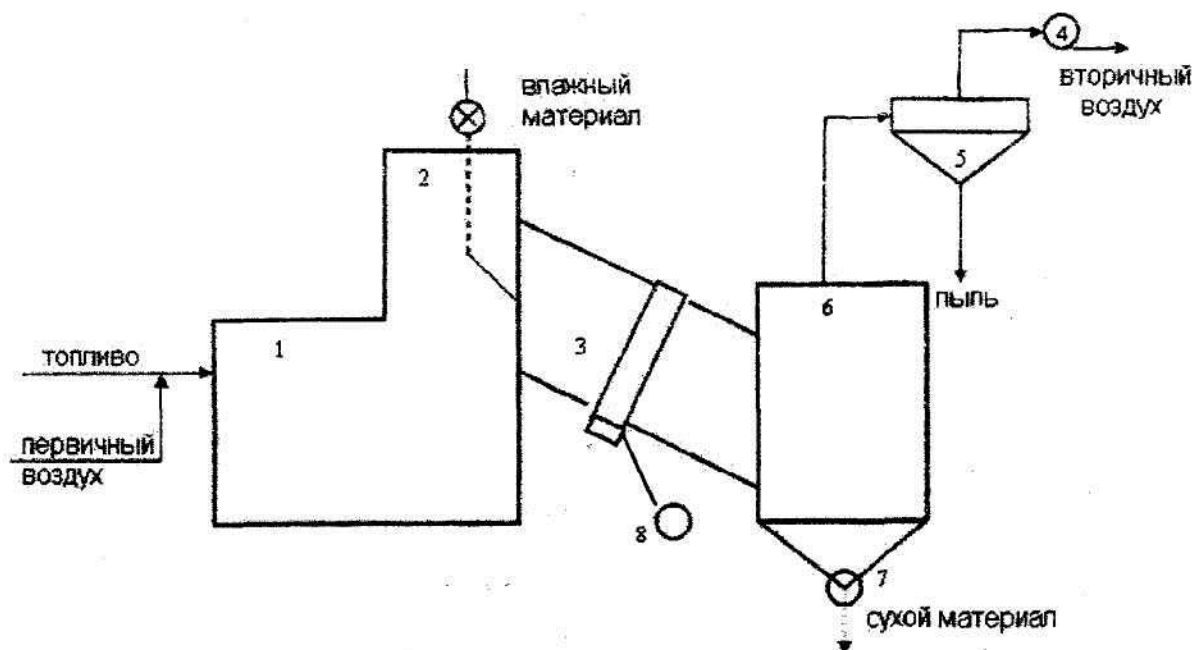 4
вторичный
воздух
влажный
материал
5
2
пыль
6
1
3
топливо
первичный
воздух
8
7
сухой материал